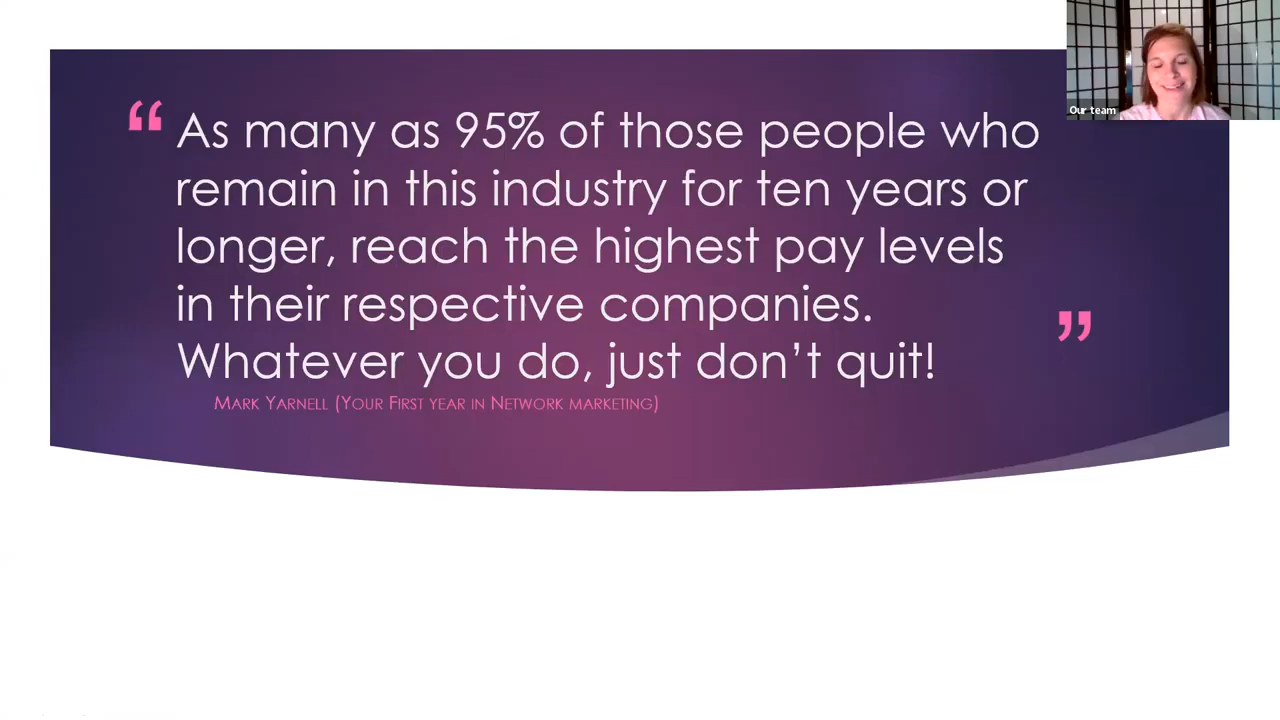 “ As many as 95% of those people who
remain in this industry for ten years or
longer, reach the highest pay levels
in their respective companies.
Whatever you do, just don’t quit! ”
Mark Yarnell (Your First year in Network marketing)
Our team